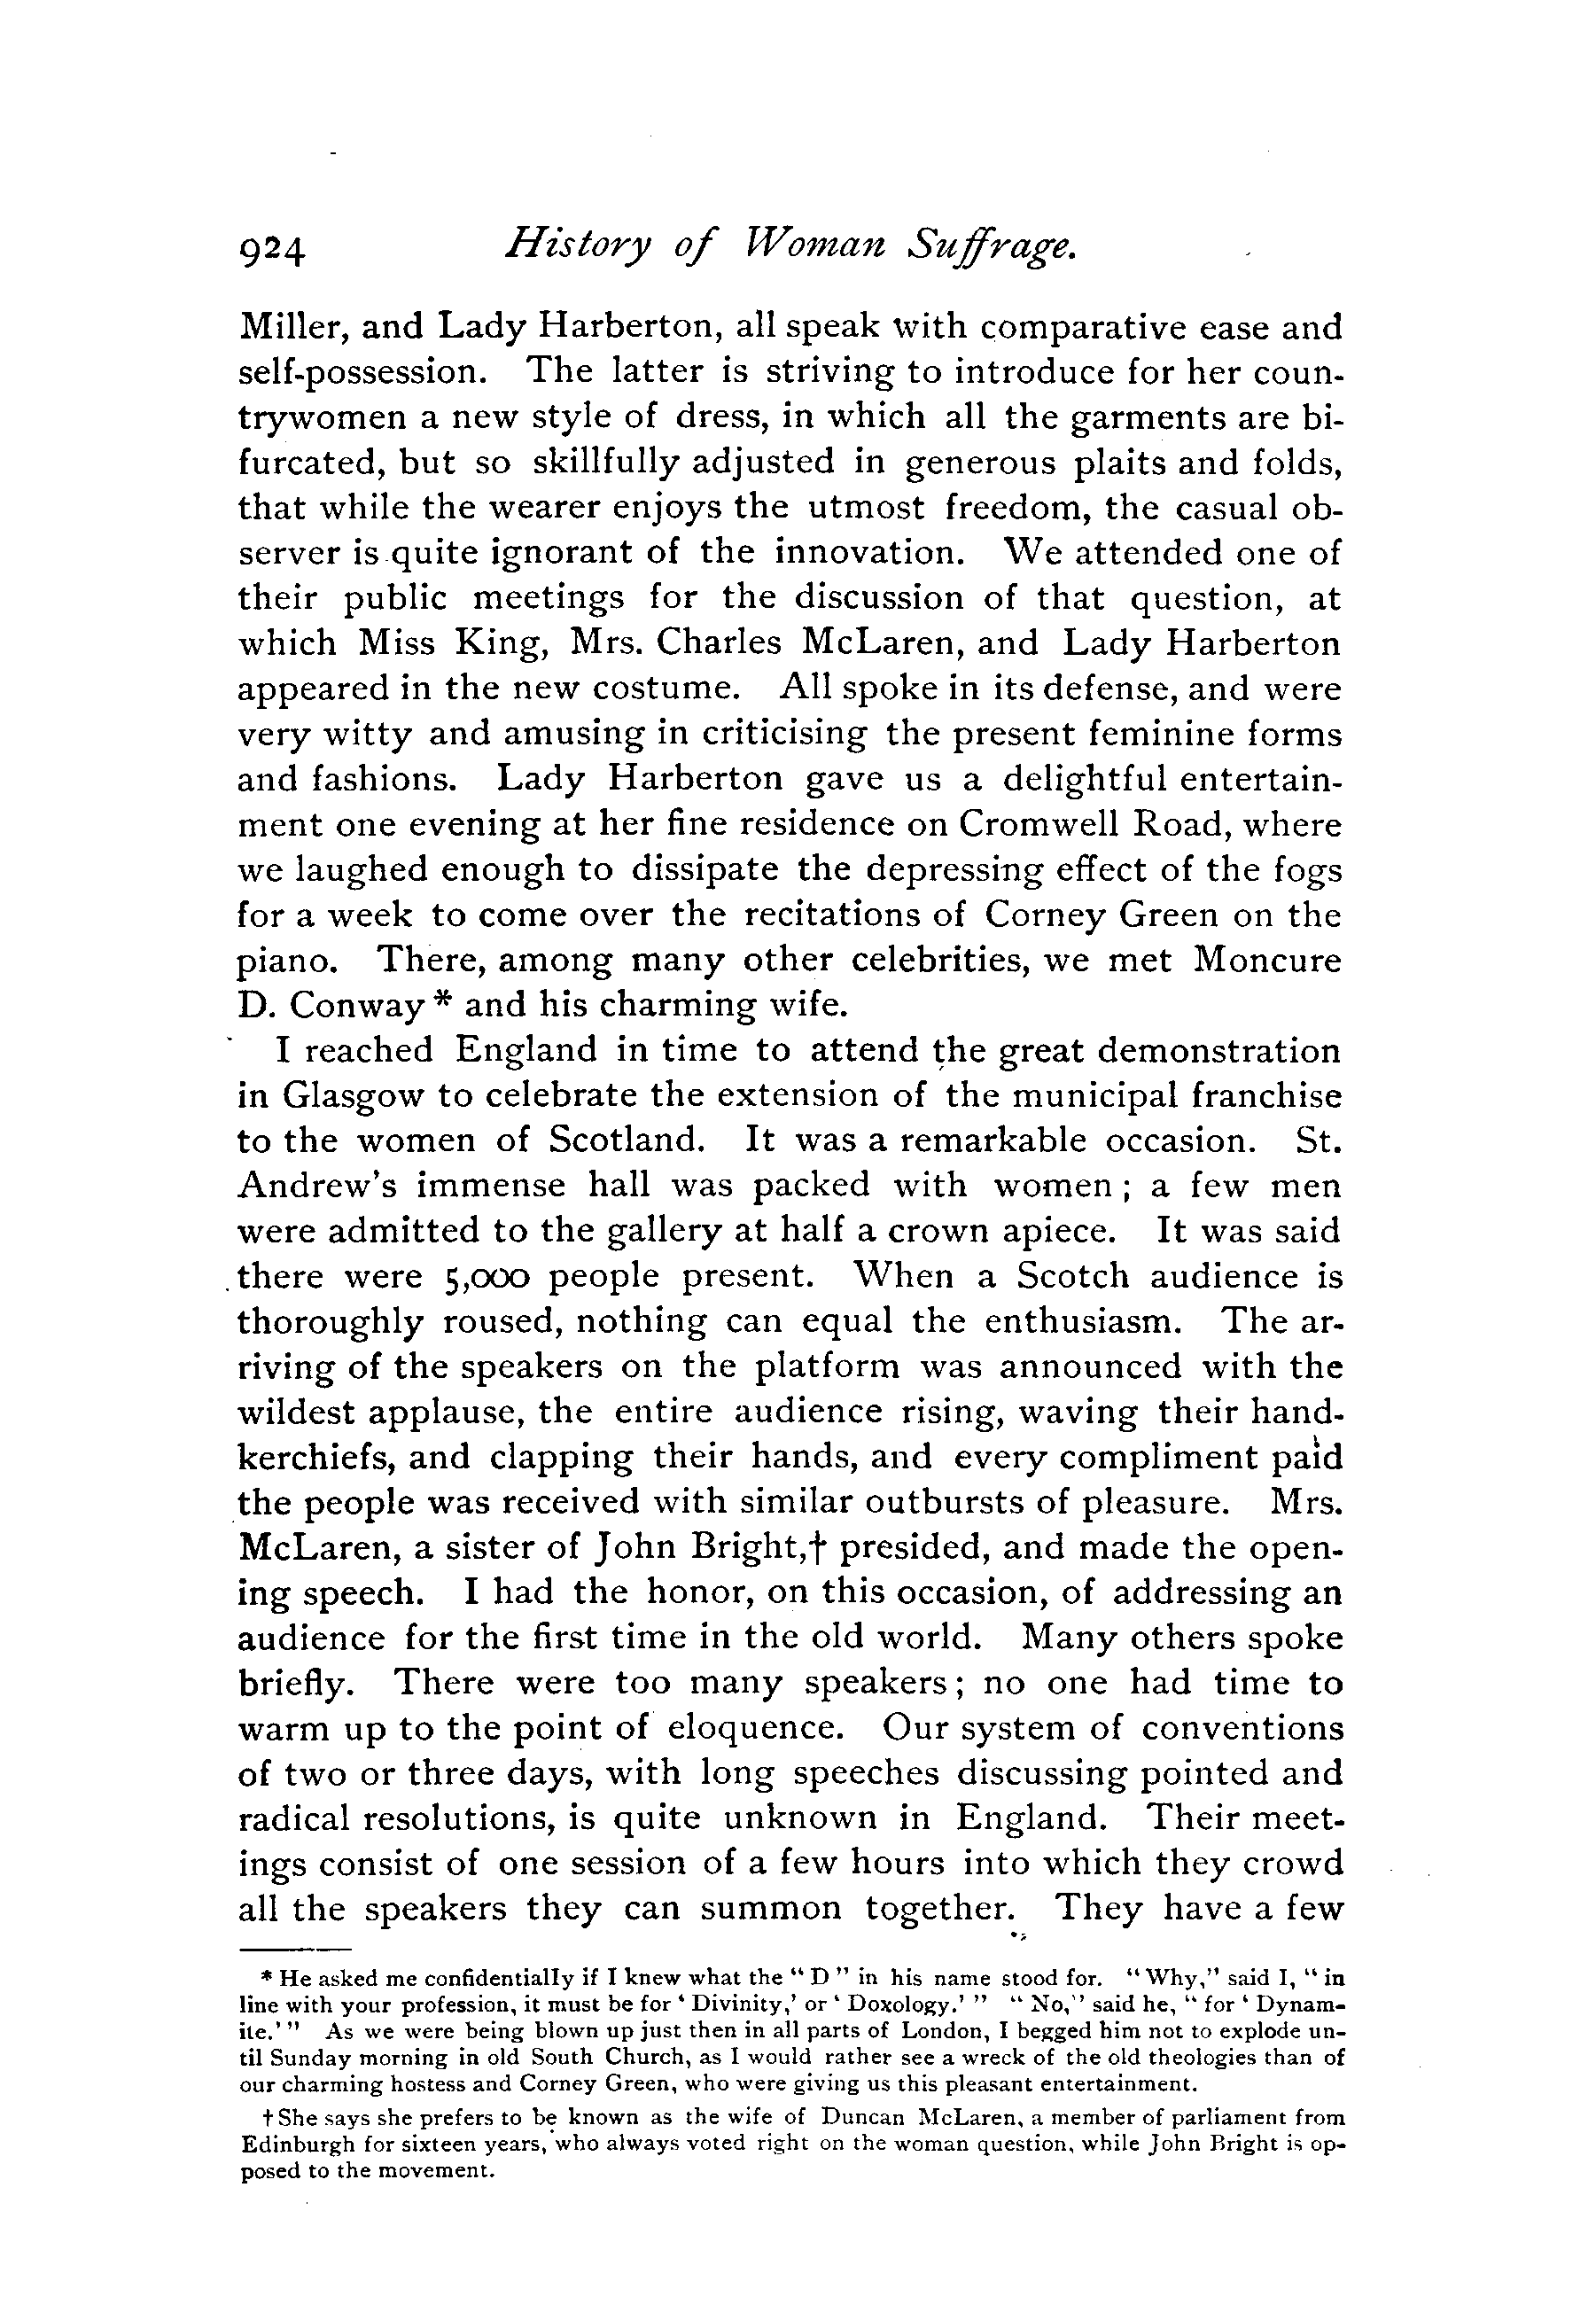 924 History of Woman Suffrage.
Miller, and Lady Harberton, all speak with comparative ease and
self-possession. The latter is striving to introduce for her coun-
trywomen a new style of dress, in which all the garments are bi-
furcated, but so skillfully adjusted in generous plaits and folds,
that while the wearer enjoys the utmost freedom, the casual ob-
server is quite ignorant of the innovation. We attended one of
their public meetings for the discussion of that question, at
which Miss King, Mrs. Charles McLaren, and Lady Harberton
appeared in the new costume. All spoke in its defense, and were
very witty and amusing in criticising the present feminine forms
and fashions. Lady Harberton gave us a delightful entertain-
ment one evening at her fine residence on Cromwell Road, where
we laughed enough to dissipate the depressing effect of the fogs
for a week to come over the recitations of Corney Green on the
piano. There, among many other celebrities, we met Moncure
D. Conway * and his charming wife.
I reached England in time to attend the great demonstration
in Glasgow to celebrate the extension of the municipal franchise
to the women of Scotland. It was a remarkable occasion. St.
Andrew's immense hall was packed with women ; a few men
were admitted to the gallery at half a crown apiece. It was said
there were 5,000 people present. When a Scotch audience is
thoroughly roused, nothing can equal the enthusiasm. The ar-
riving of the speakers on the platform was announced with the
wildest applause, the entire audience rising, waving their hand-
kerchiefs, and clapping their hands, and every compliment paid
the people was received with similar outbursts of pleasure. Mrs.
McLaren, a sister of John Bright,† presided, and made the open-
ing speech. I had the honor, on this occasion, of addressing an
audience for the first time in the old world. Many others spoke
briefly. There were too many speakers ; no one had time to
warm up to the point of eloquence. Our system of conventions
of two or three days, with long speeches discussing pointed and
radical resolutions, is quite unknown in England. Their meet-
ings consist of one session of a few hours into which they crowd
all the speakers they can summon together. They have a few
* He asked me confidentially if I knew what the " D " in his name stood for. "Why," said I, "in
line with your profession, it must be for ' Divinity,' or ' Doxology.' " " No," said he, " for ' Dynam-
ite.' " As we were being blown up just then in all parts of London, I begged him not to explode un-
til Sunday morning in old South Church, as I would rather see a wreck of the old theologies than of
our charming hostess and Corney Green, who were giving us this pleasant entertainment.
† She says she prefers to be known as the wife of Duncan McLaren, a member of parliament from
Edinburgh for sixteen years, who always voted right on the woman question, while John Bright is op-
posed to the movement.